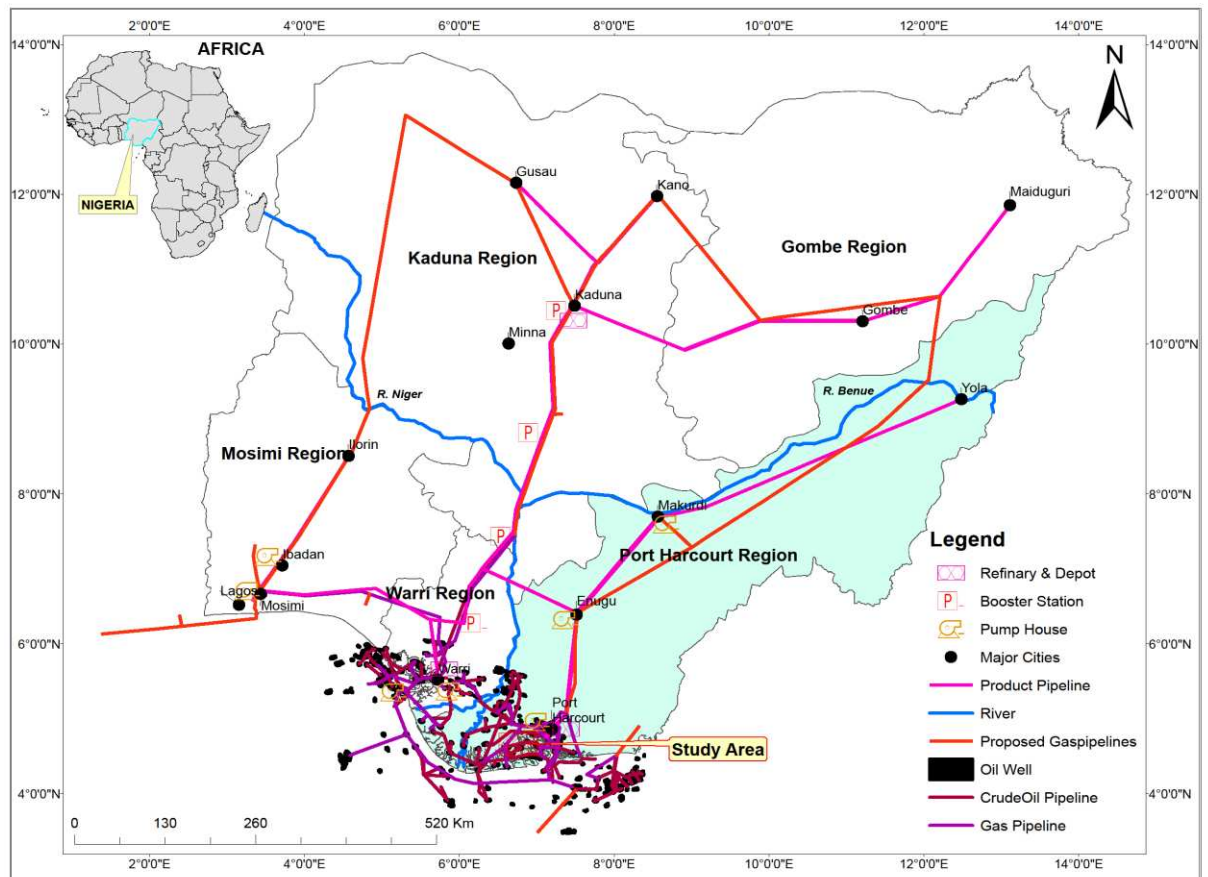 2°0'0"E 4°0'0"E 6°0'0"E 8°0'0"E 10°0'0"E 12°0'0"E 14°0'0"E
14°0'0"N
14°0'0"N
AFRICA
N
NIGERIA
12°0'0"N
12°0'0"N
Gusau
Kano
Maiduguri
Kaduna Region
Gombe Region
Kaduna
P
Gombe
Minna
10°0'0"N
10°0'0"N
R. Niger
R. Benue
Yola
P
Ilorin
Mosimi Region
8°0'0"N
8°0'0"N
Makurdi
P
Port Harcourt Region
Ibadan
Lagos
Mosimi
Warri Region
Enugu
P
6°0'0"N
6°0'0"N
Warri
Port
Harcourt
Study Area
4°0'0"N
4°0'0"N
Legend
Refinary & Depot
P Booster Station
Pump House
Major Cities
Product Pipeline
River
Proposed Gaspipelines
Oil Well
CrudeOil Pipeline
Gas Pipeline
0 130 260 520 Km
2°0'0"E 4°0'0"E 6°0'0"E 8°0'0"E 10°0'0"E 12°0'0"E 14°0'0"E